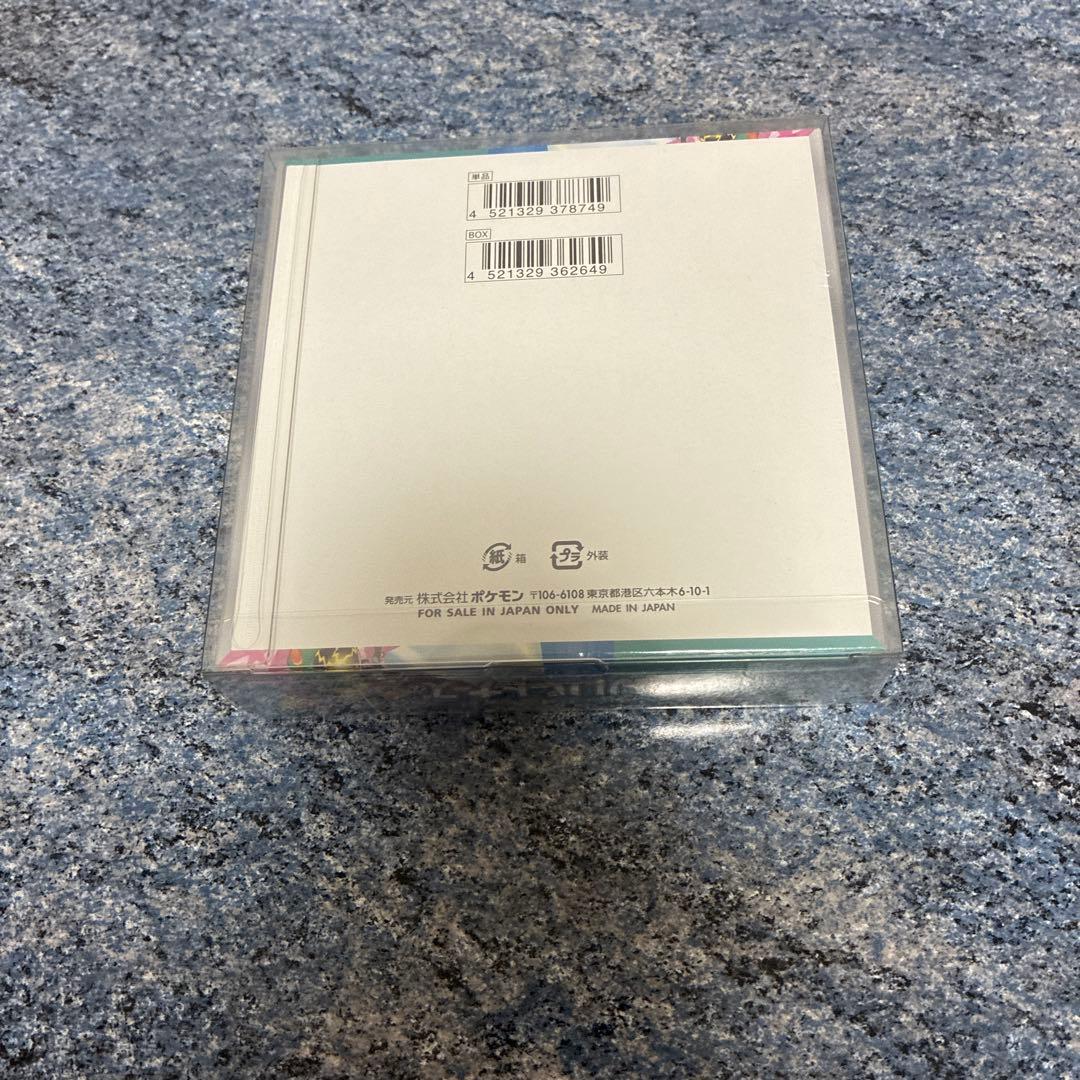 単品
4 521329 378749
BOX
4 521329 362649
紙 箱 プラ 外装
発売元 株式会社 ポケモン 〒106-6108 東京都港区六本木6-10-1
FOR SALE IN JAPAN ONLY MADE IN JAPAN